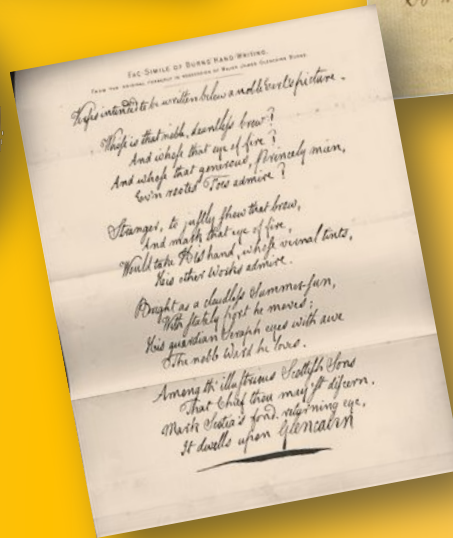 FAC-SIMILE OF BURNS' HAND-WRITING.
FROM THE ORIGINAL FORMERLY IN POSSESSION OF MAJOR JAMES GLENCAIRN BURNS
Verses intended to be written below a noble Earl's picture.
Whose is that noble, dauntless brow?
And whose that eye of fire?
And whose that generous, Princely mien,
Ev'n rooted Foes admire?
Stranger, to justly shew that brow,
And mark that eye of fire,
Would take His hand, whose vernal tints,
His other Works admire.
Bright as a cloudless Summer-sun,
With stately port he moves;
His guardian Seraph eyes with awe
The noble Ward he loves.
Among th' illustrious Scottish Sons
That Chief thou may'st discern,
Mark Scotia's fond-returning eye,
It dwells upon Glencairn